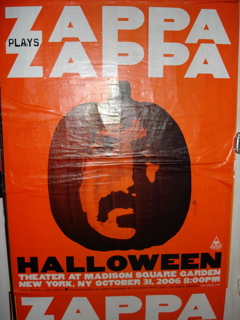 ZAPPA
PLAYS
ZAPPA
HALLOWEEN
THEATER AT MADISON SQUARE GARDEN
NEW YORK, NY OCTOBER 31, 2006 8:00PM
ZAPPA